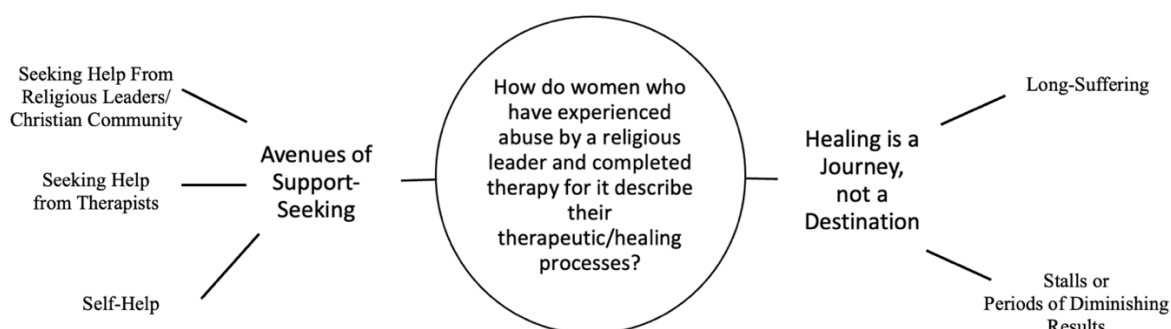 Seeking Help From
Religious Leaders/
Christian Community
Seeking Help
from Therapists
Self-Help
Avenues of
Support-
Seeking
How do women who
have experienced
abuse by a religious
leader and completed
therapy for it describe
their
therapeutic/healing
processes?
Healing is a
Journey,
not a
Destination
Long-Suffering
Stalls or
Periods of Diminishing
Results